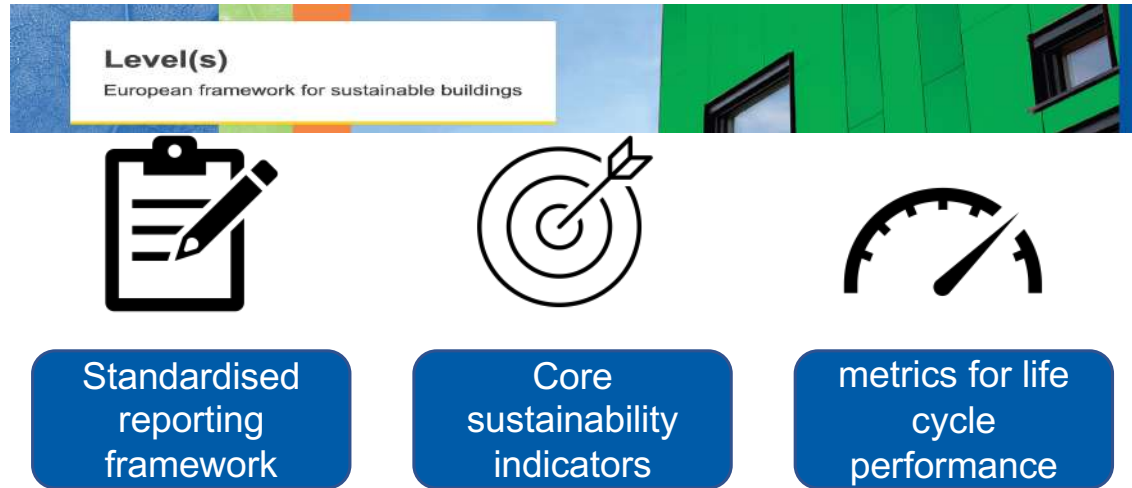 Level(s)
European framework for sustainable buildings
Standardised
reporting
framework
Core
sustainability
indicators
metrics for life
cycle
performance